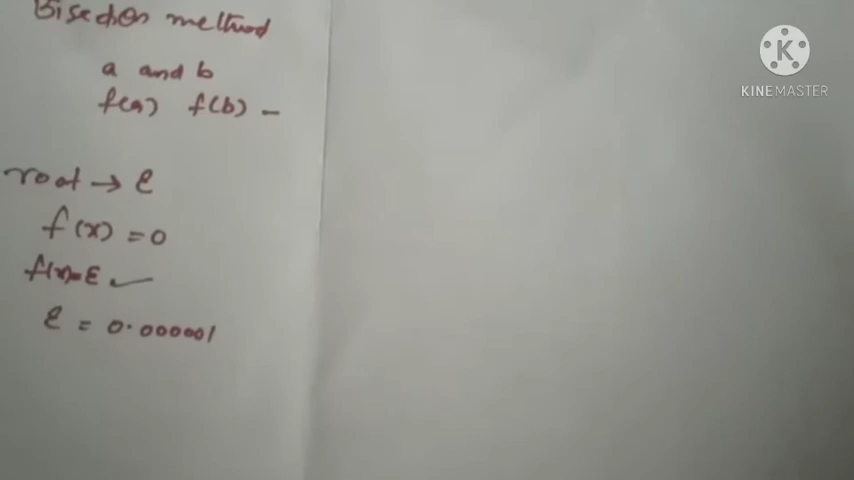 Bisection method
a and b
f(a) f(b) -
root → ε
f(x) = 0
f(x)=ε ✓
ε = 0.000001
K
KINEMASTER